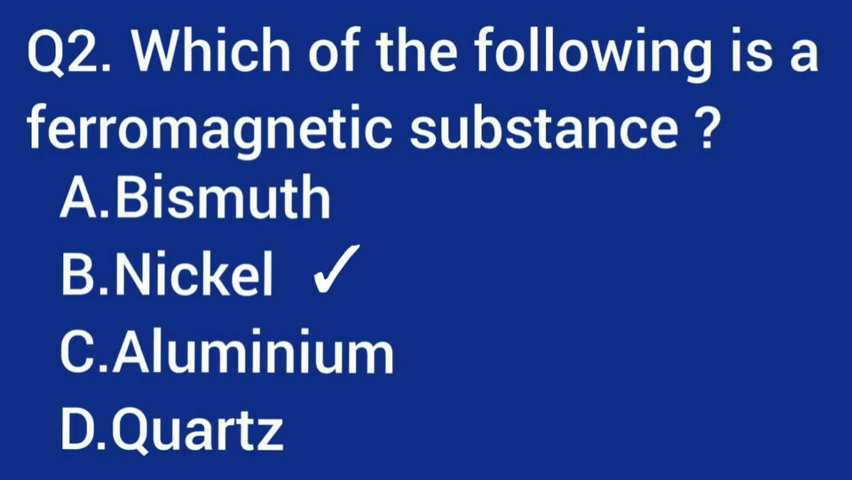 Q2. Which of the following is a
ferromagnetic substance ?
A.Bismuth
B.Nickel ✓
C.Aluminium
D.Quartz